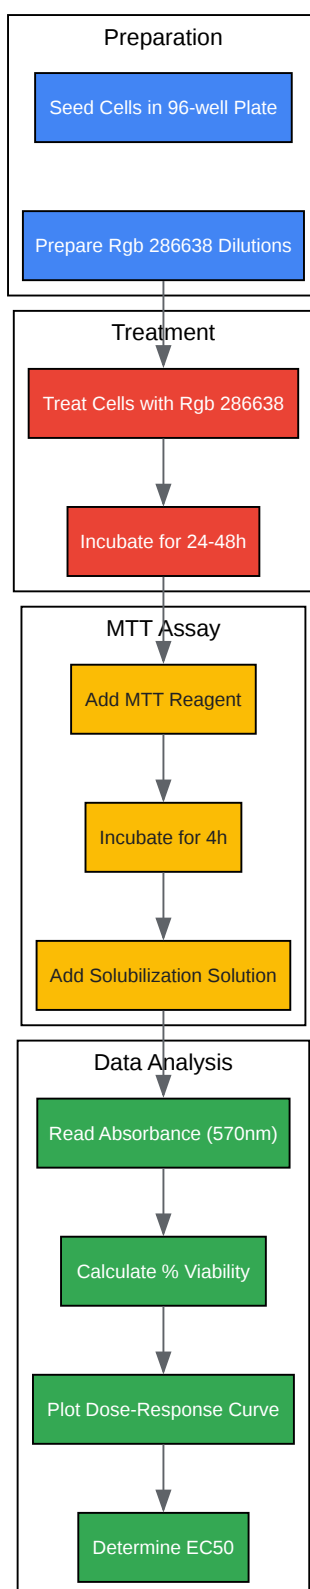 Preparation
Seed Cells in 96-well Plate
Prepare Rgb 286638 Dilutions
Treatment
Treat Cells with Rgb 286638
Incubate for 24-48h
MTT Assay
Add MTT Reagent
Incubate for 4h
Add Solubilization Solution
Data Analysis
Read Absorbance (570nm)
Calculate % Viability
Plot Dose-Response Curve
Determine EC50